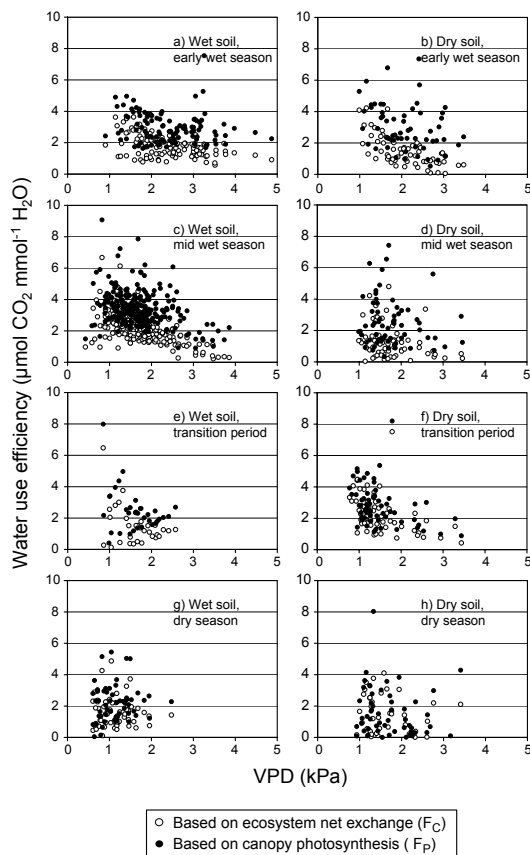 Water use efficiency (μmol CO2 mmol-1 H2O)
10
8
6
4
2
0
0 1 2 3 4 5
a) Wet soil,
early wet season
10
8
6
4
2
0
0 1 2 3 4 5
b) Dry soil,
early wet season
10
8
6
4
2
0
0 1 2 3 4 5
c) Wet soil,
mid wet season
10
8
6
4
2
0
0 1 2 3 4 5
d) Dry soil,
mid wet season
10
8
6
4
2
0
0 1 2 3 4 5
e) Wet soil,
transition period
10
8
6
4
2
0
0 1 2 3 4 5
f) Dry soil,
transition period
10
8
6
4
2
0
0 1 2 3 4 5
g) Wet soil,
dry season
10
8
6
4
2
0
0 1 2 3 4 5
h) Dry soil,
dry season
VPD (kPa)
Based on ecosystem net exchange (FC)
Based on canopy photosynthesis ( FP)